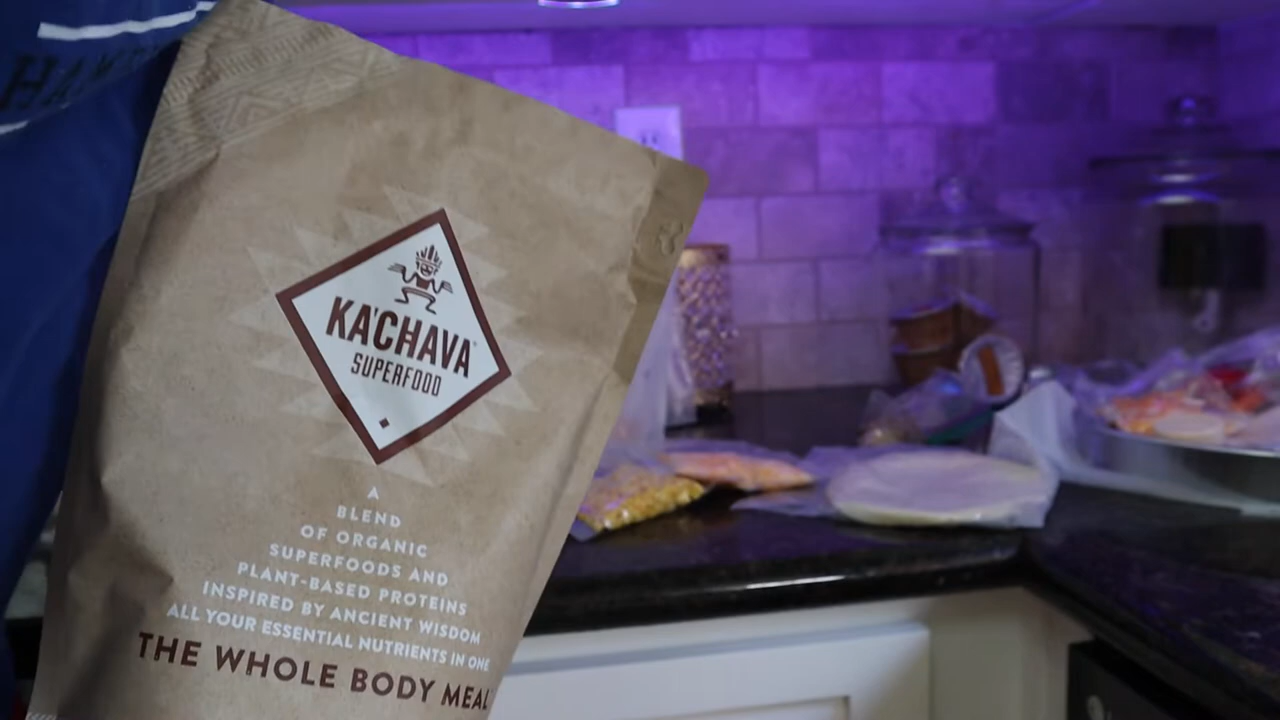 KA'CHAVA
SUPERFOOD
A
BLEND
OF ORGANIC
SUPERFOODS AND
PLANT-BASED PROTEINS
INSPIRED BY ANCIENT WISDOM
ALL YOUR ESSENTIAL NUTRIENTS IN ONE
THE WHOLE BODY MEAL